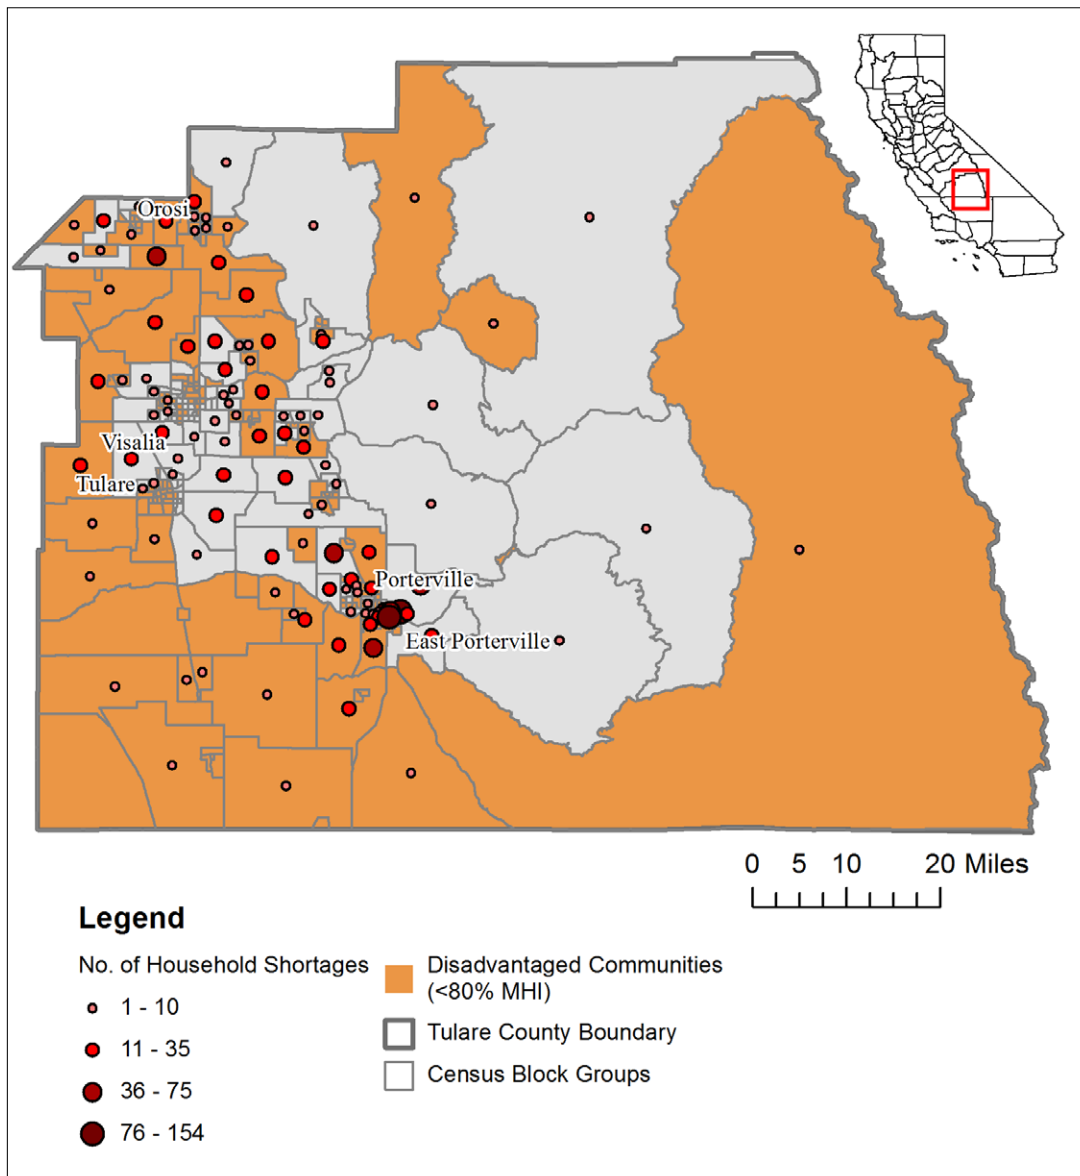 Orosi
Visalia
Tulare
Porterville
East Porterville
0 5 10 20 Miles
Legend
No. of Household Shortages
1 - 10
11 - 35
36 - 75
76 - 154
Disadvantaged Communities
(<80% MHI)
Tulare County Boundary
Census Block Groups